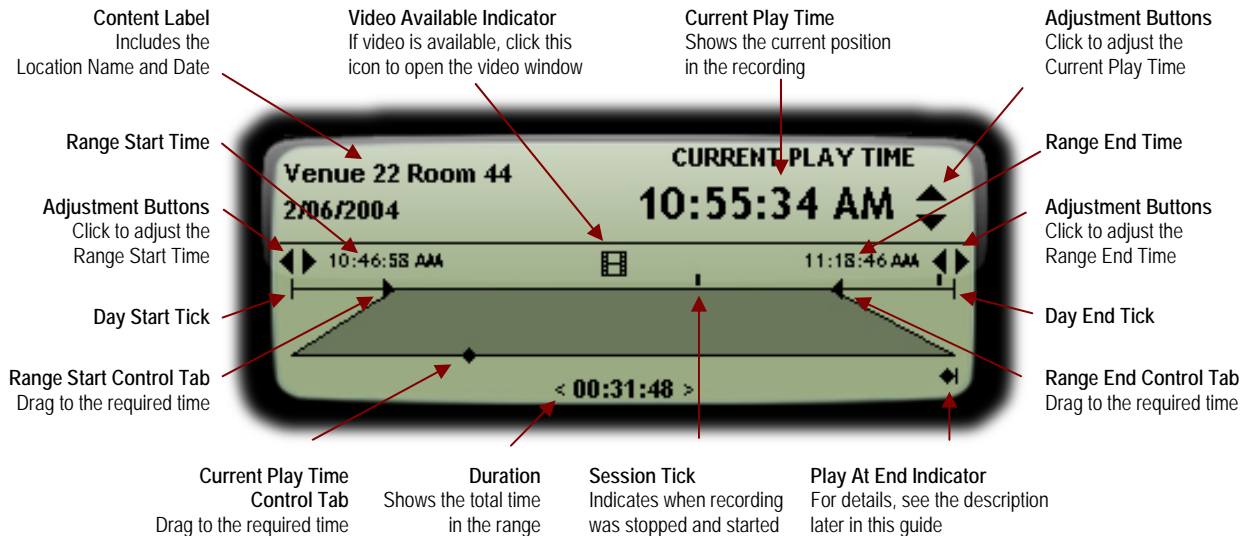 Content Label
Includes the
Location Name and Date
Video Available Indicator
If video is available, click this
icon to open the video window
Current Play Time
Shows the current position
in the recording
Adjustment Buttons
Click to adjust the
Current Play Time
Range Start Time
Adjustment Buttons
Click to adjust the
Range Start Time
Day Start Tick
Range Start Control Tab
Drag to the required time
Venue 22 Room 44
2/06/2004
CURRENT PLAY TIME
10:55:34 AM
10:46:58 AM
11:18:46 AM
< 00:31:48 >
Range End Time
Adjustment Buttons
Click to adjust the
Range End Time
Day End Tick
Range End Control Tab
Drag to the required time
Current Play Time
Control Tab
Drag to the required time
Duration
Shows the total time
in the range
Session Tick
Indicates when recording
was stopped and started
Play At End Indicator
For details, see the description
later in this guide